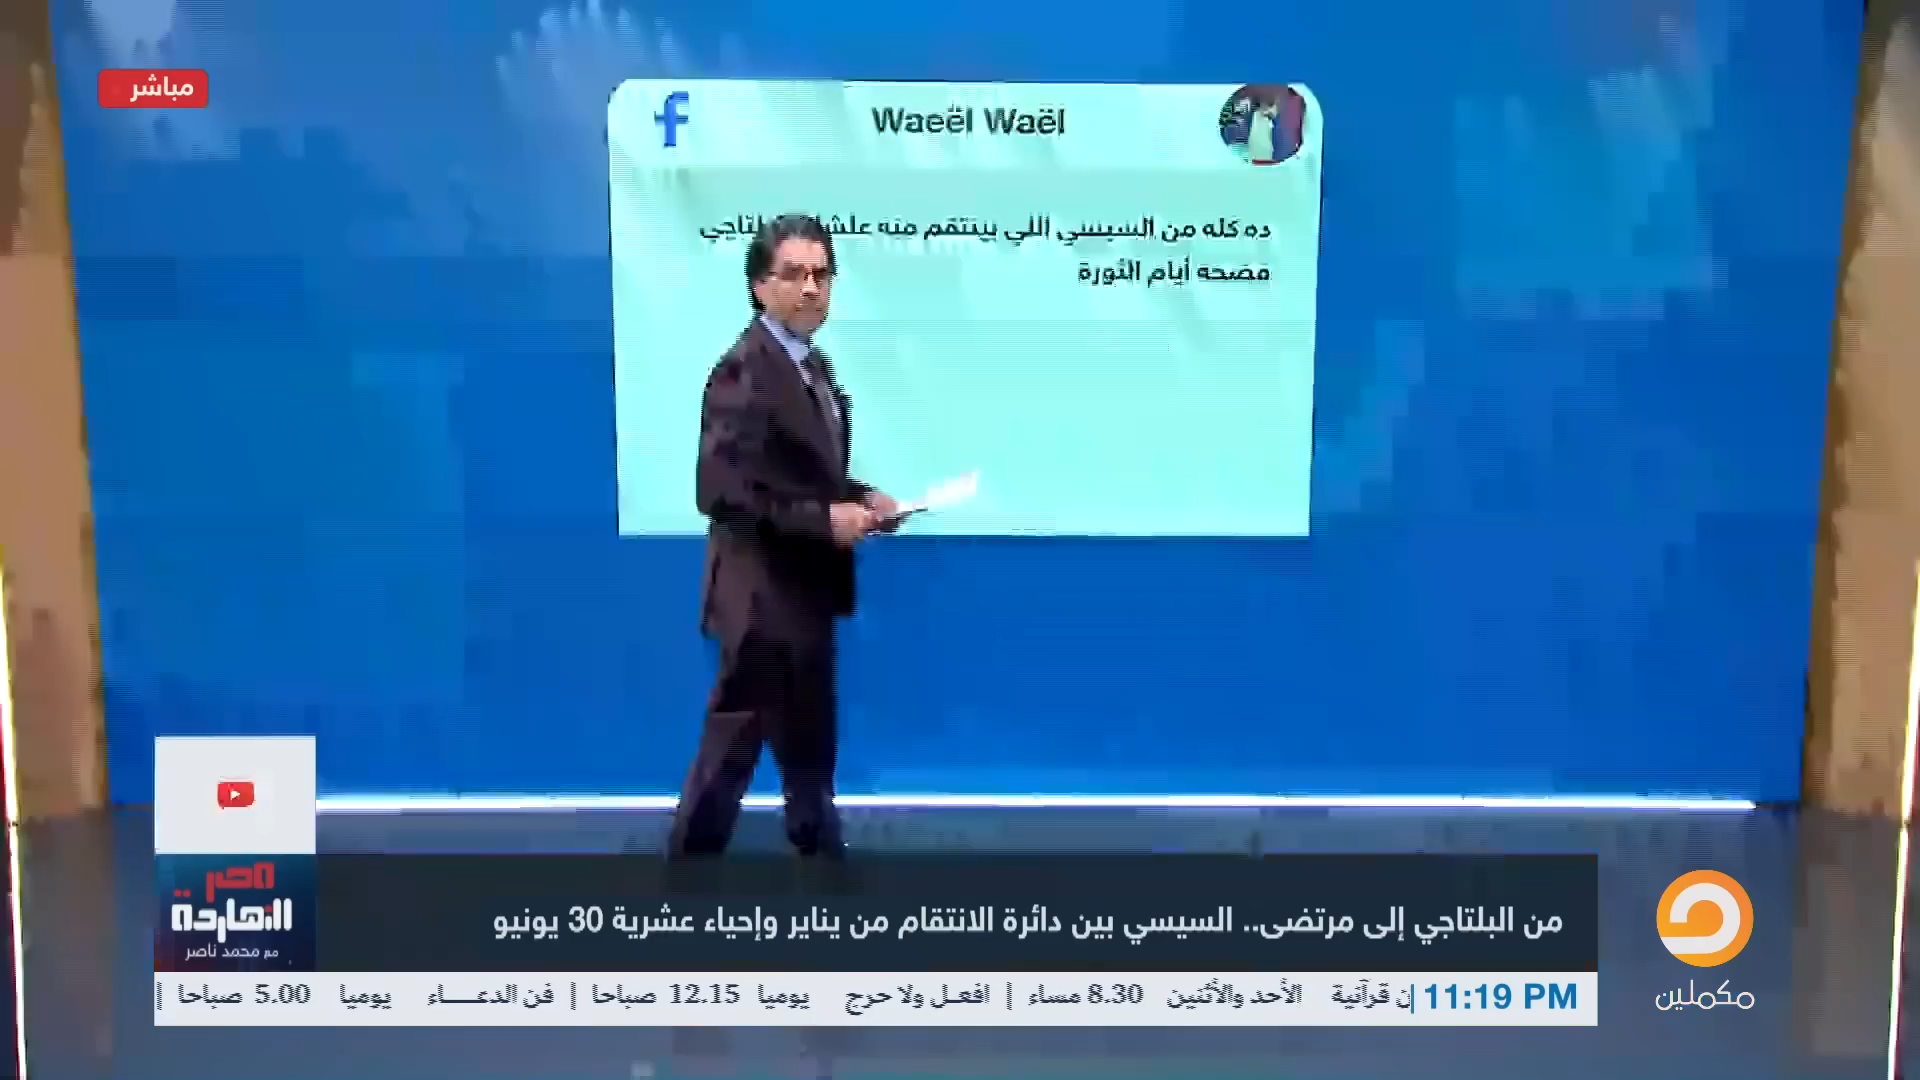 مباشر
Waeël Waël
ده كله من السيسي اللي بينتقم منه
فضحه أيام الثورة
مصر
النهاردة
مع محمد ناصر
من البلتاجي إلى مرتضى.. السيسي بين دائرة الانتقام من يناير وإحياء عشرية 30 يونيو
11:19 PM
قرآنية الأحد والأثنين 8.30 مساء | افعل ولا حرج يوميا 12.15 صباحا | فن الدعـــاء يوميا 5.00 صباحا |
مكملين